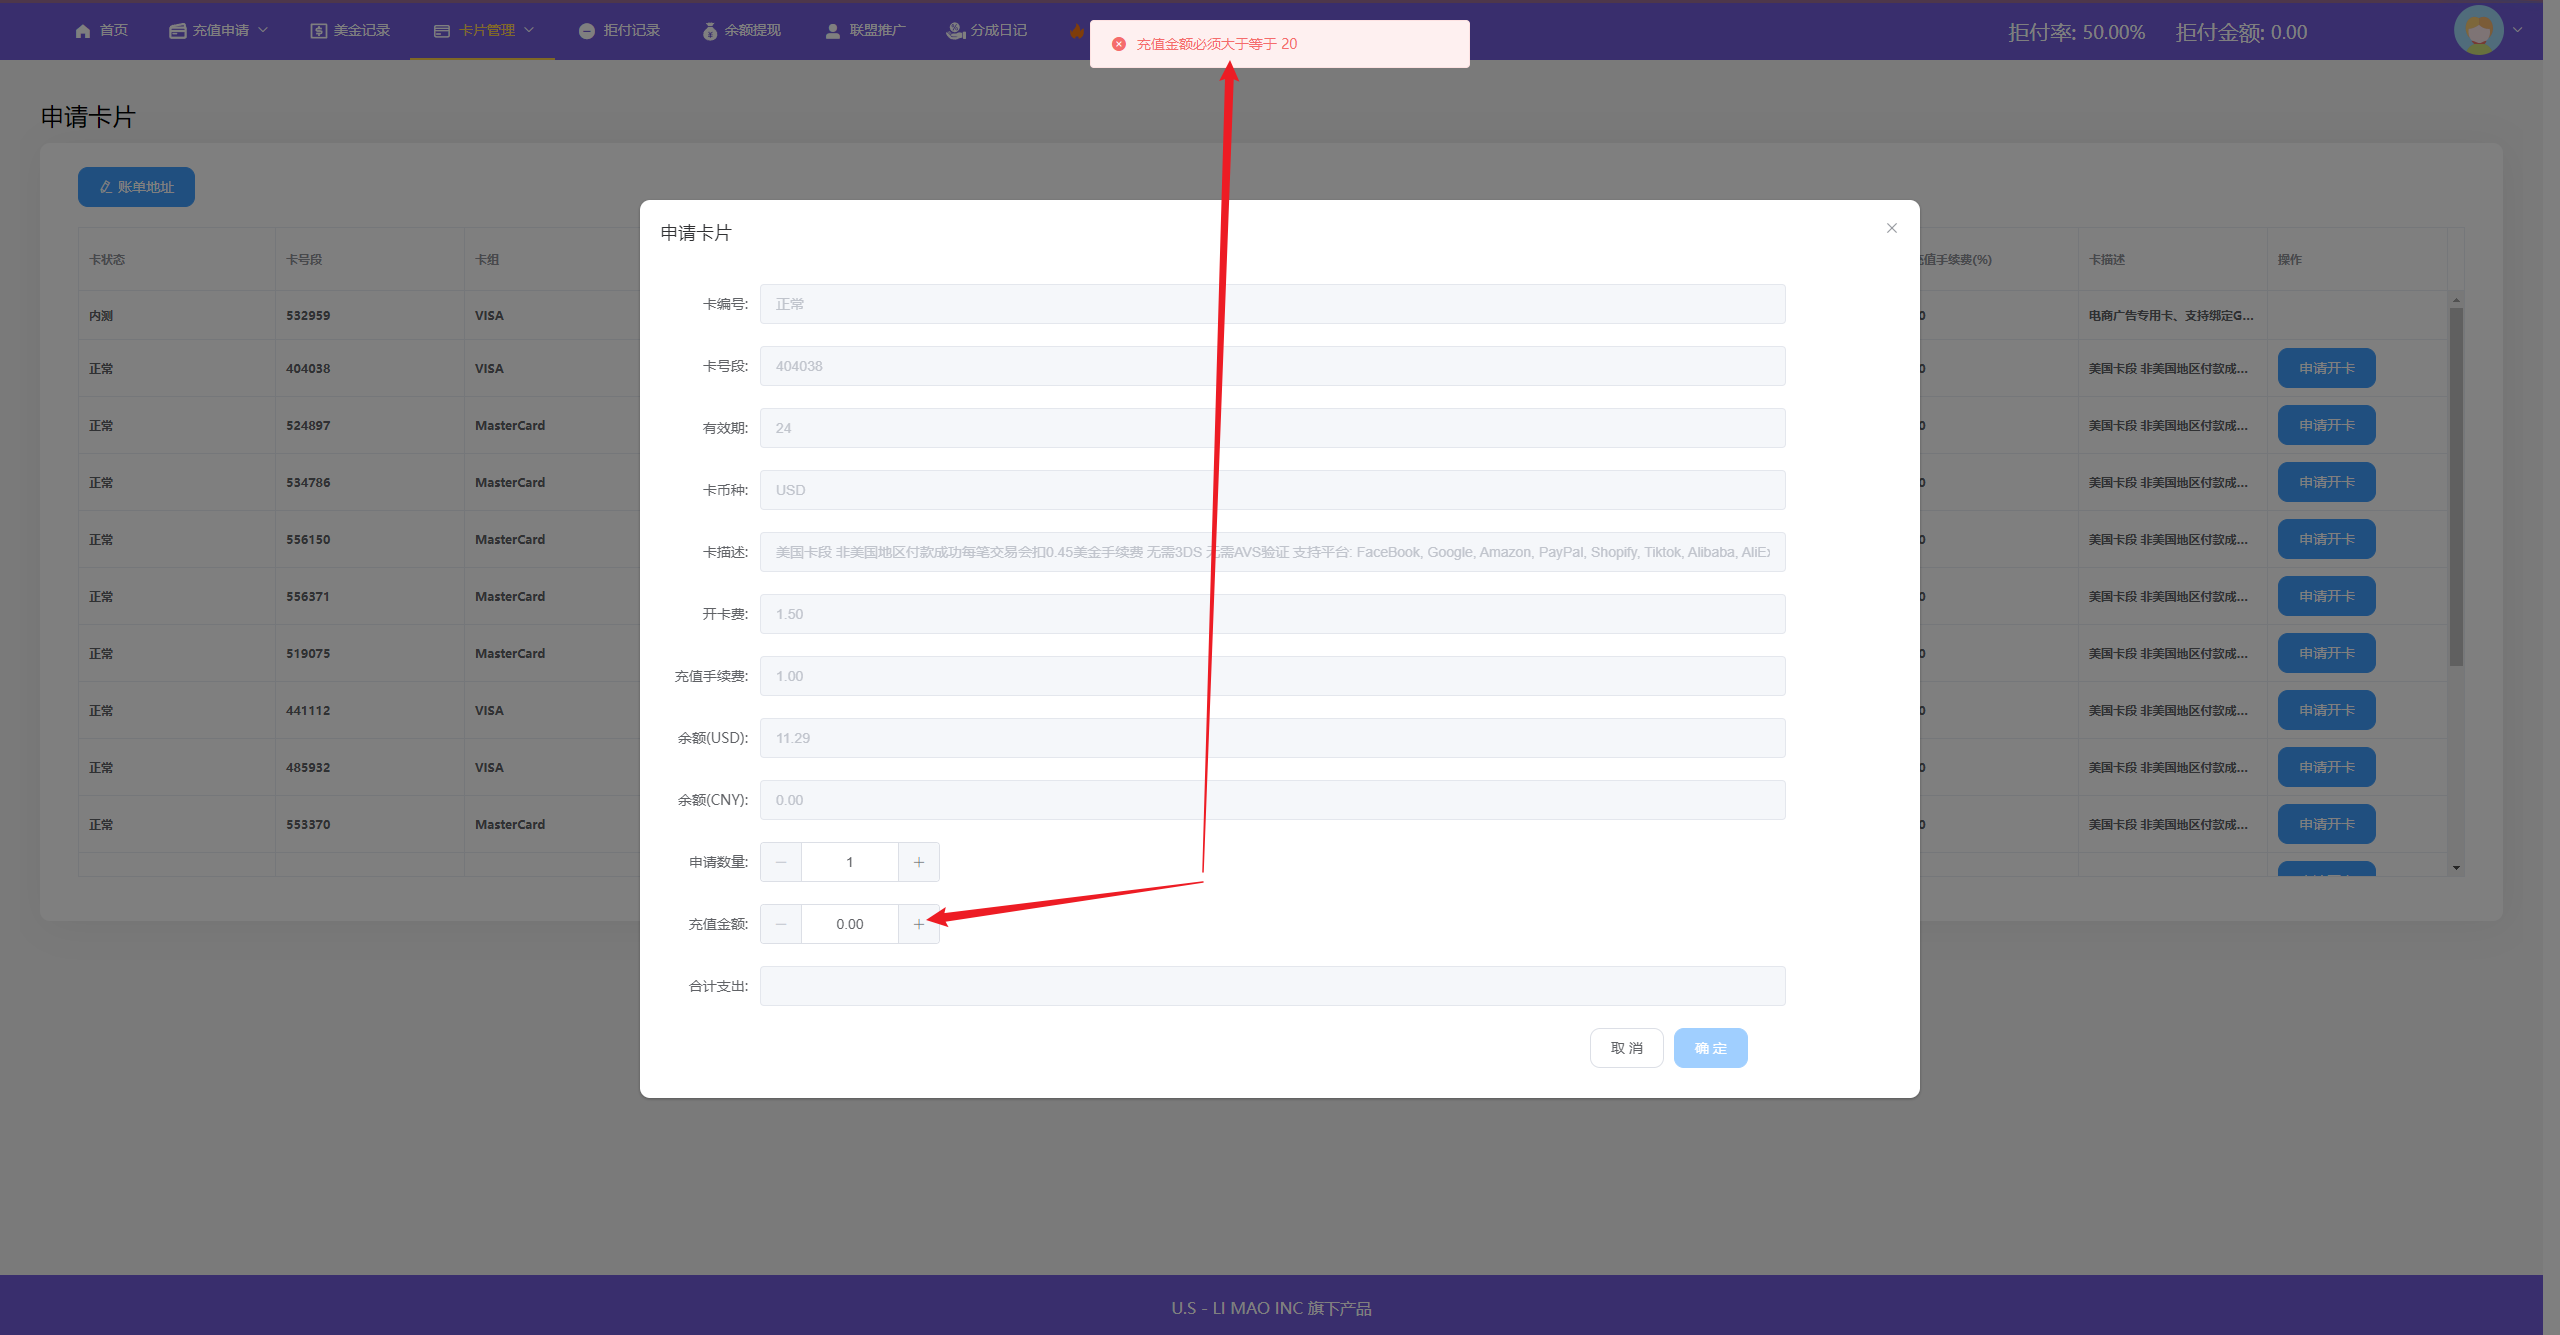 首页 充值申请 美金记录 卡片管理 拒付记录 余额提现 联盟推广 分成日记 拒付率: 50.00% 拒付金额: 0.00
充值金额必须大于等于 20
申请卡片
账单地址
卡状态 卡号段 卡组 值手续费(%) 卡描述 操作
内测 532959 VISA 0 电商广告专用卡、支持绑定G...
正常 404038 VISA 0 美国卡段 非美国地区付款成... 申请开卡
正常 524897 MasterCard 0 美国卡段 非美国地区付款成... 申请开卡
正常 534786 MasterCard 0 美国卡段 非美国地区付款成... 申请开卡
正常 556150 MasterCard 0 美国卡段 非美国地区付款成... 申请开卡
正常 556371 MasterCard 0 美国卡段 非美国地区付款成... 申请开卡
正常 519075 MasterCard 0 美国卡段 非美国地区付款成... 申请开卡
正常 441112 VISA 0 美国卡段 非美国地区付款成... 申请开卡
正常 485932 VISA 0 美国卡段 非美国地区付款成... 申请开卡
正常 553370 MasterCard 0 美国卡段 非美国地区付款成... 申请开卡
申请卡片
卡编号: 正常
卡号段: 404038
有效期: 24
卡币种: USD
卡描述: 美国卡段 非美国地区付款成功每笔交易会扣0.45美金手续费 无需3DS 无需AVS验证 支持平台: FaceBook, Google, Amazon, PayPal, Shopify, Tiktok, Alibaba, AliEx
开卡费: 1.50
充值手续费: 1.00
余额(USD): 11.29
余额(CNY): 0.00
申请数量: 1
充值金额: 0.00
合计支出:
取 消 确 定
U.S - LI MAO INC 旗下产品